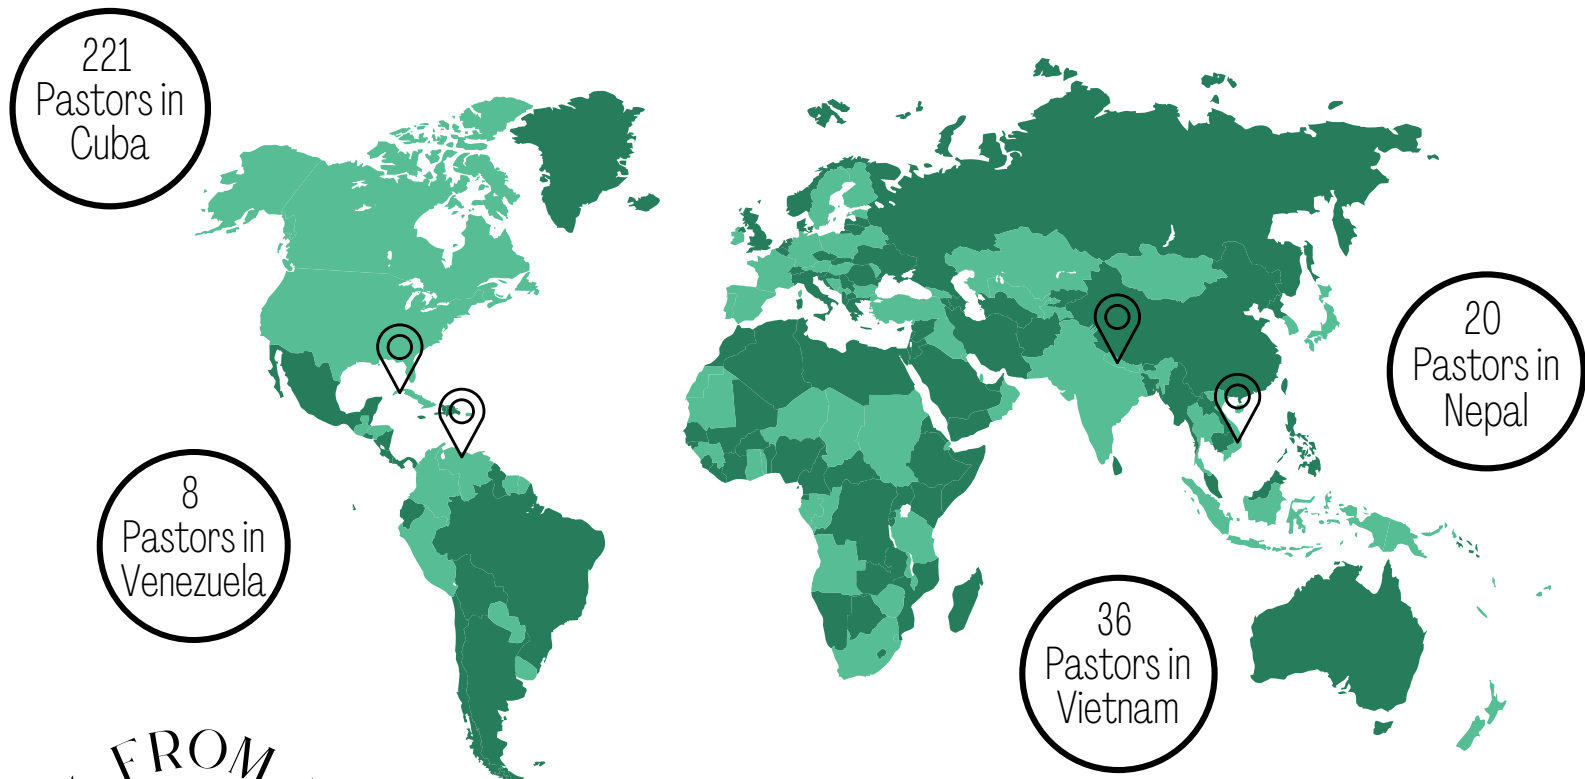 221
Pastors in
Cuba
20
Pastors in
Nepal
8
Pastors in
Venezuela
36
Pastors in
Vietnam
FROM